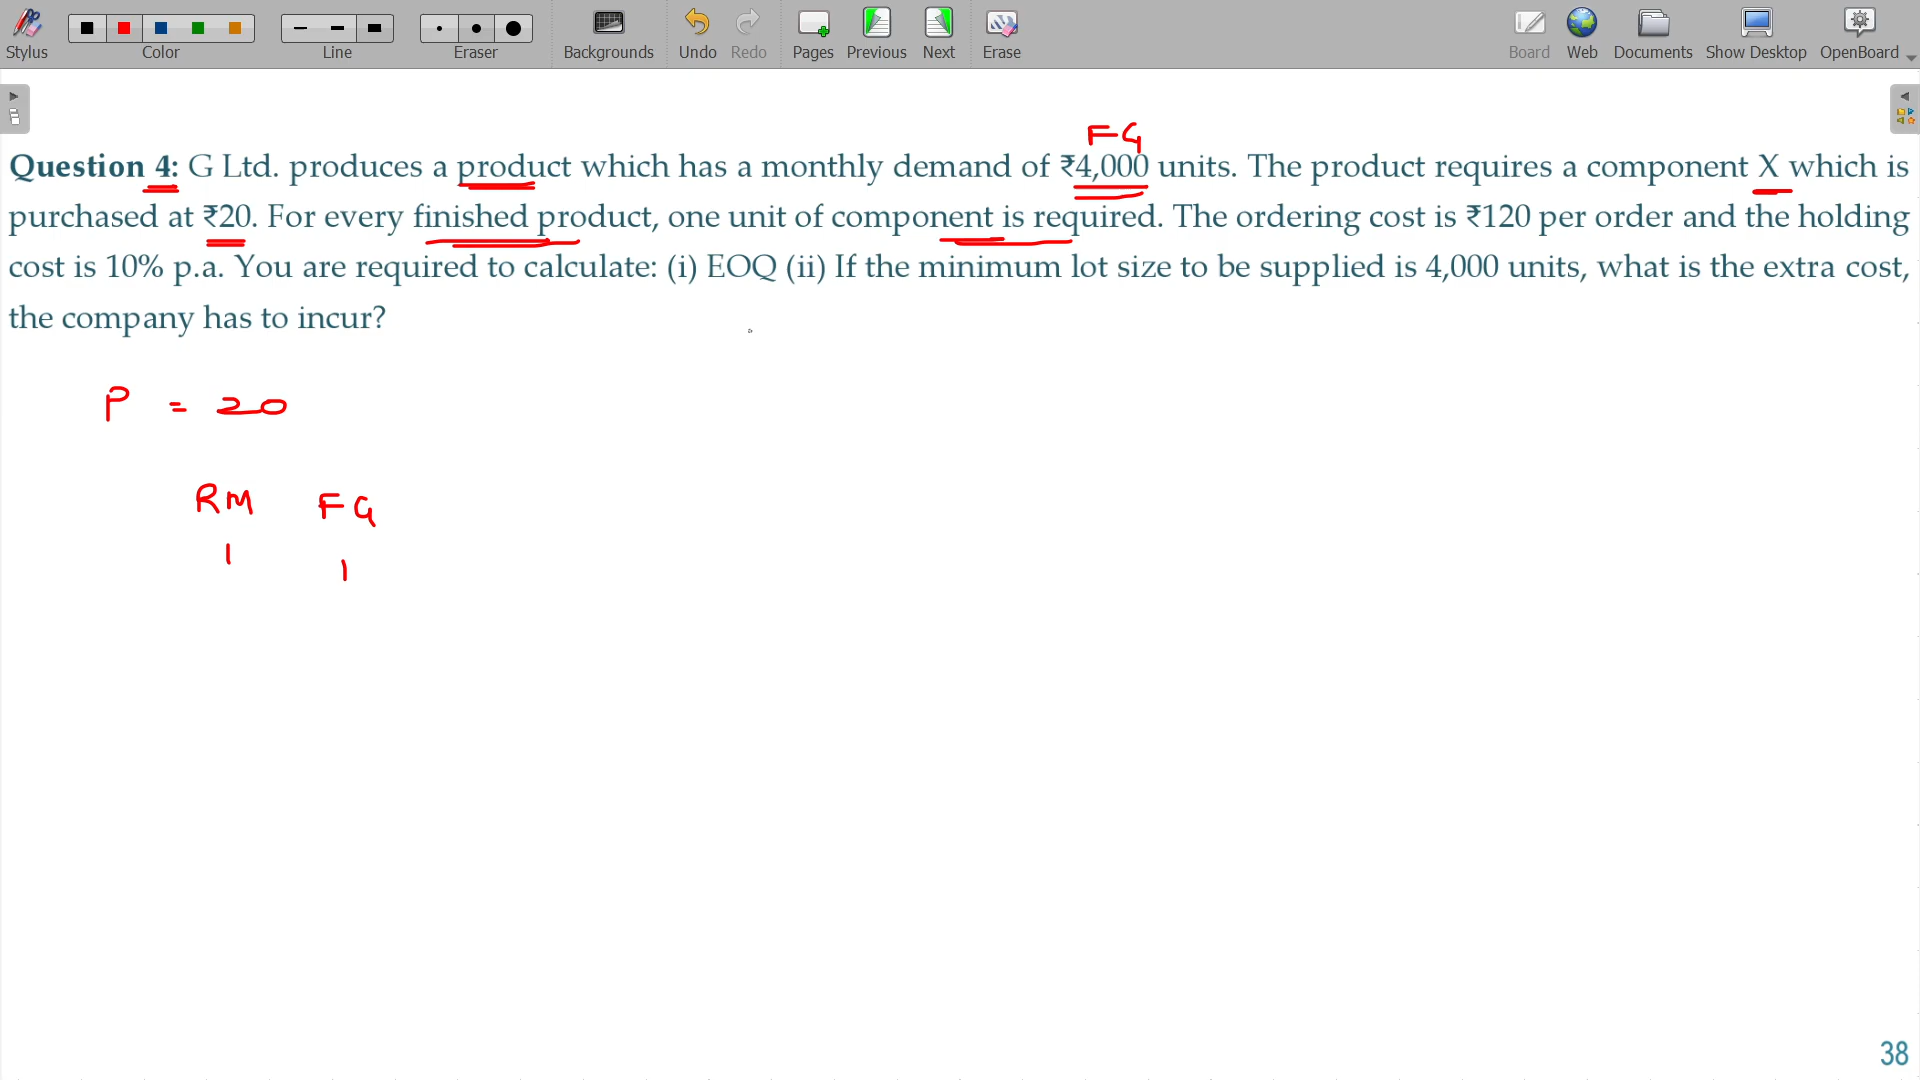 Stylus Color Line Eraser Backgrounds Undo Redo Pages Previous Next Erase Board Web Documents Show Desktop OpenBoard
FG
Question 4: G Ltd. produces a product which has a monthly demand of ₹4,000 units. The product requires a component X which is
purchased at ₹20. For every finished product, one unit of component is required. The ordering cost is ₹120 per order and the holding
cost is 10% p.a. You are required to calculate: (i) EOQ (ii) If the minimum lot size to be supplied is 4,000 units, what is the extra cost,
the company has to incur?
P = 20
RM FG
1 1
38